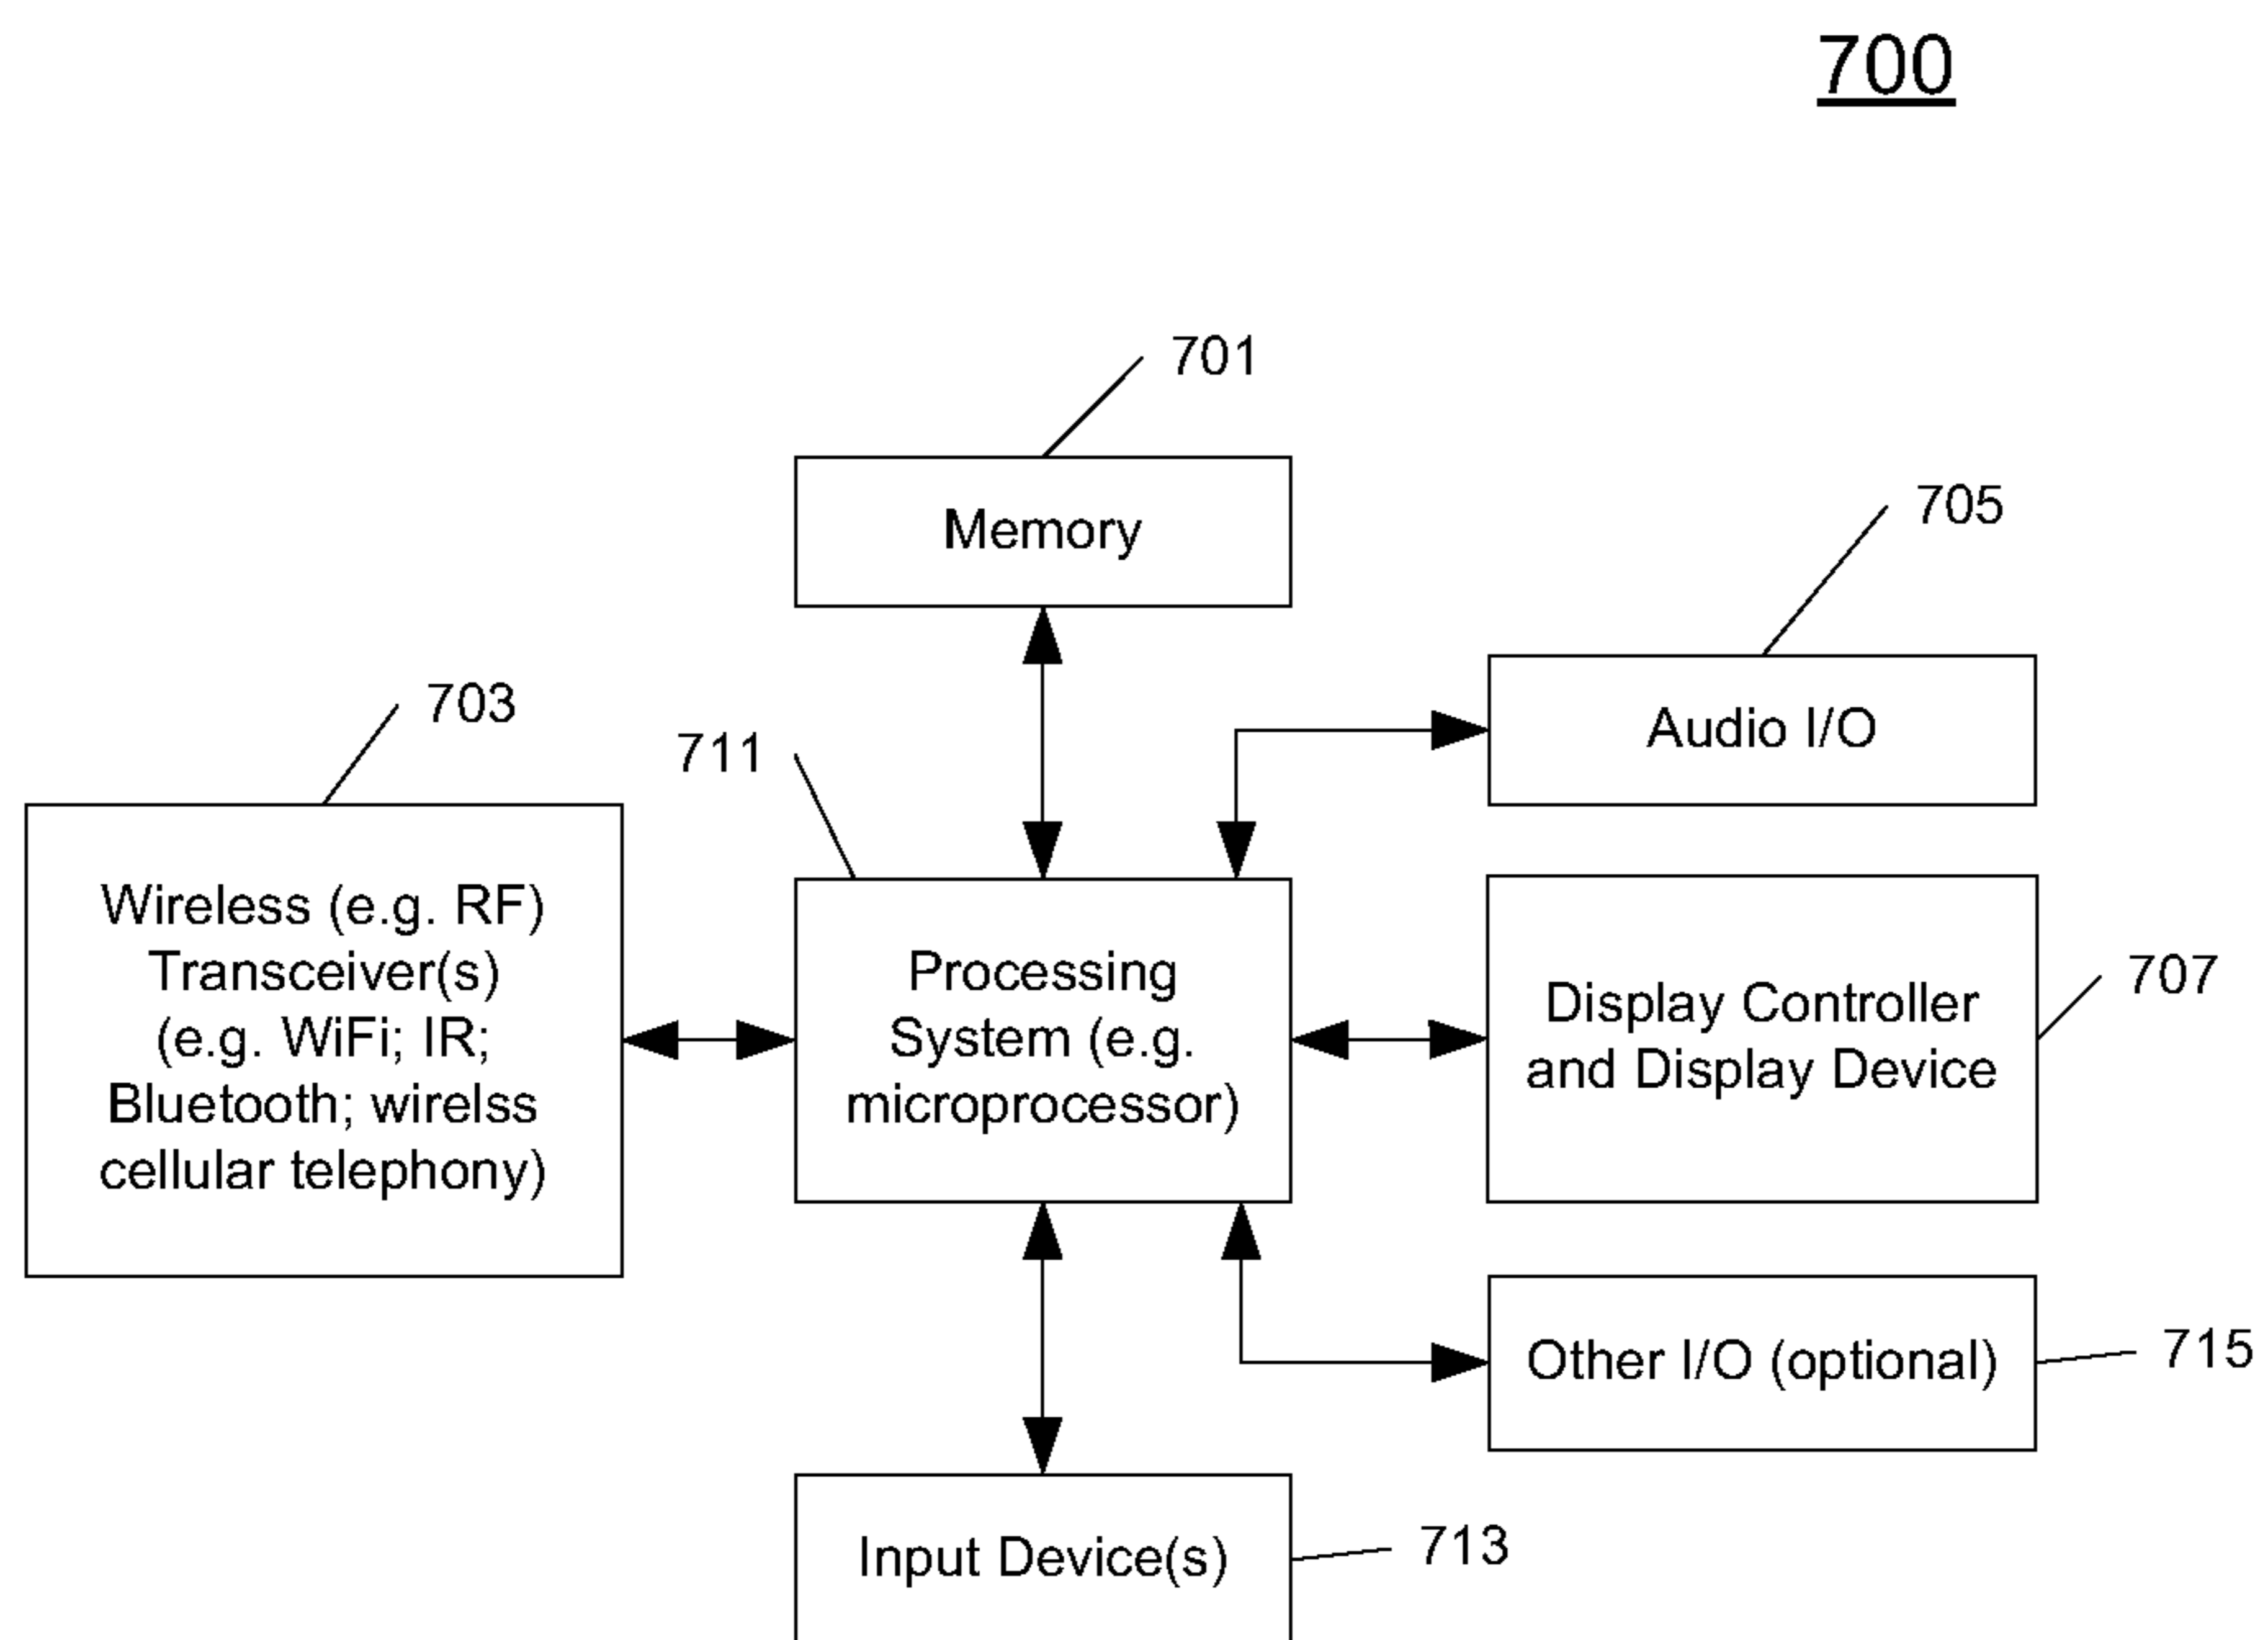 700
701
Memory
705
Audio I/O
703
711
Wireless (e.g. RF)
Transceiver(s)
(e.g. WiFi; IR;
Bluetooth; wirelss
cellular telephony)
Processing
System (e.g.
microprocessor)
707
Display Controller
and Display Device
715
Other I/O (optional)
713
Input Device(s)